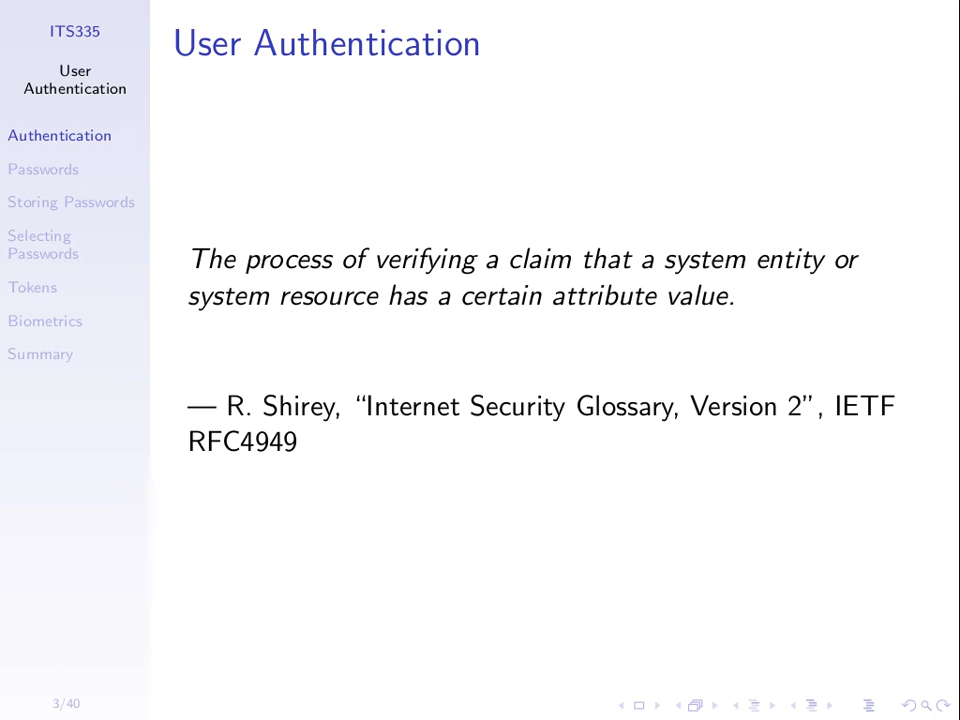 ITS335
User
Authentication
Authentication
Passwords
Storing Passwords
Selecting
Passwords
Tokens
Biometrics
Summary
3/40
User Authentication
The process of verifying a claim that a system entity or
system resource has a certain attribute value.
— R. Shirey, “Internet Security Glossary, Version 2”, IETF
RFC4949